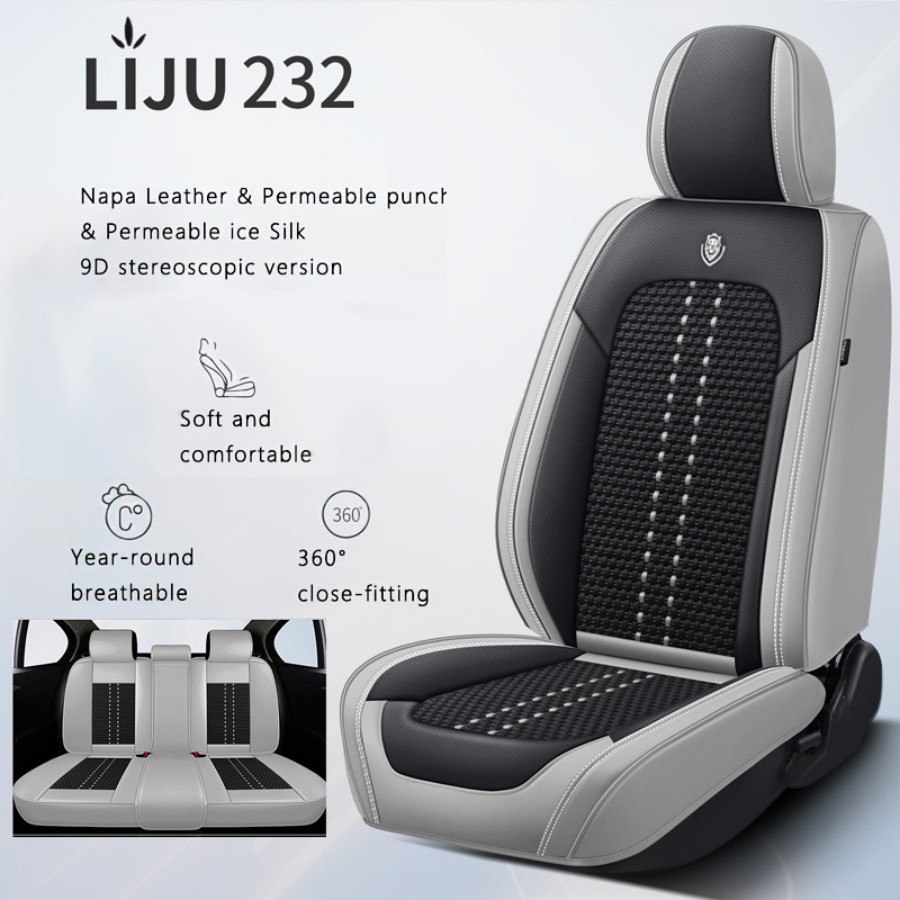 LIJU 232
Napa Leather & Permeable punch
& Permeable ice Silk
9D stereoscopic version
Soft and
comfortable
C°
Year-round
breathable
360°
360°
close-fitting